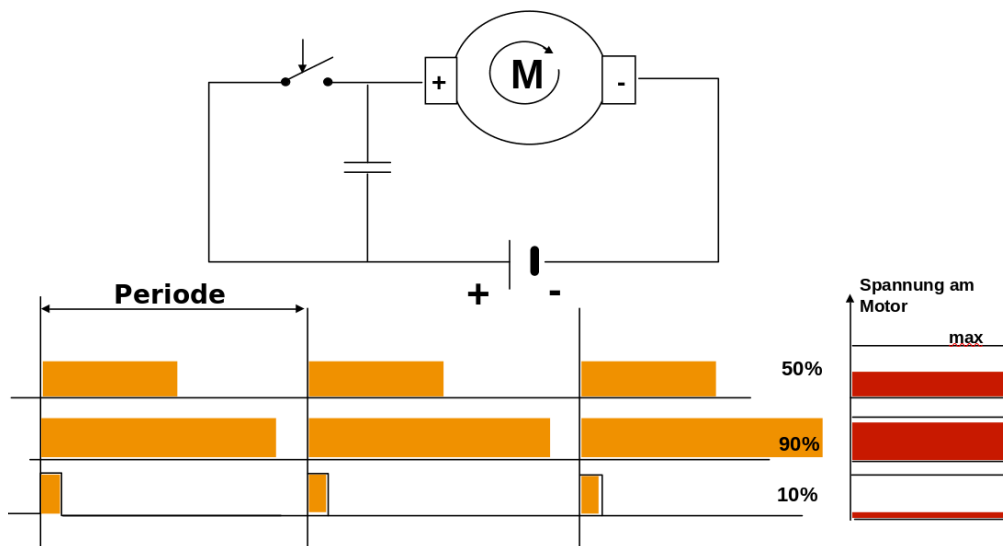 +
M
-
+
-
Periode
Spannung am
Motor
max
50%
90%
10%